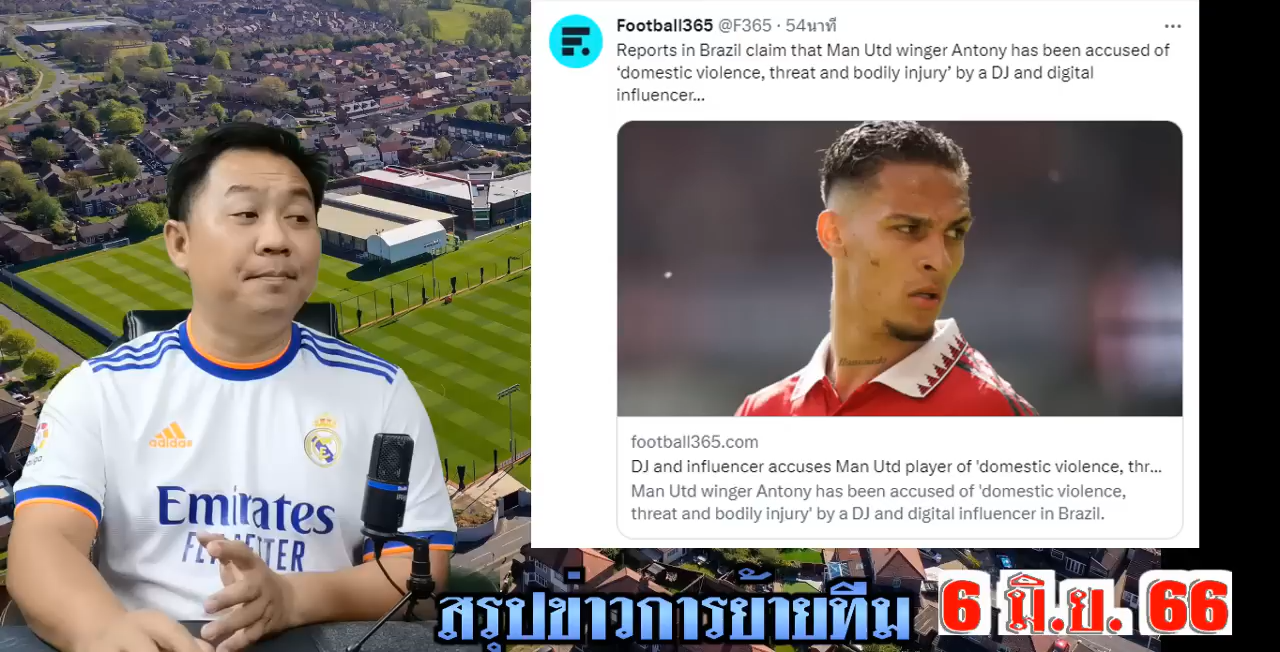 Football365 @F365 · 54นาที
Reports in Brazil claim that Man Utd winger Antony has been accused of
‘domestic violence, threat and bodily injury’ by a DJ and digital
influencer...
football365.com
DJ and influencer accuses Man Utd player of 'domestic violence, thr...
Man Utd winger Antony has been accused of 'domestic violence,
threat and bodily injury' by a DJ and digital influencer in Brazil.
adidas
Emirates
FLY BETTER
สรุปข่าวการย้ายทีม 6 มิ.ย. 66